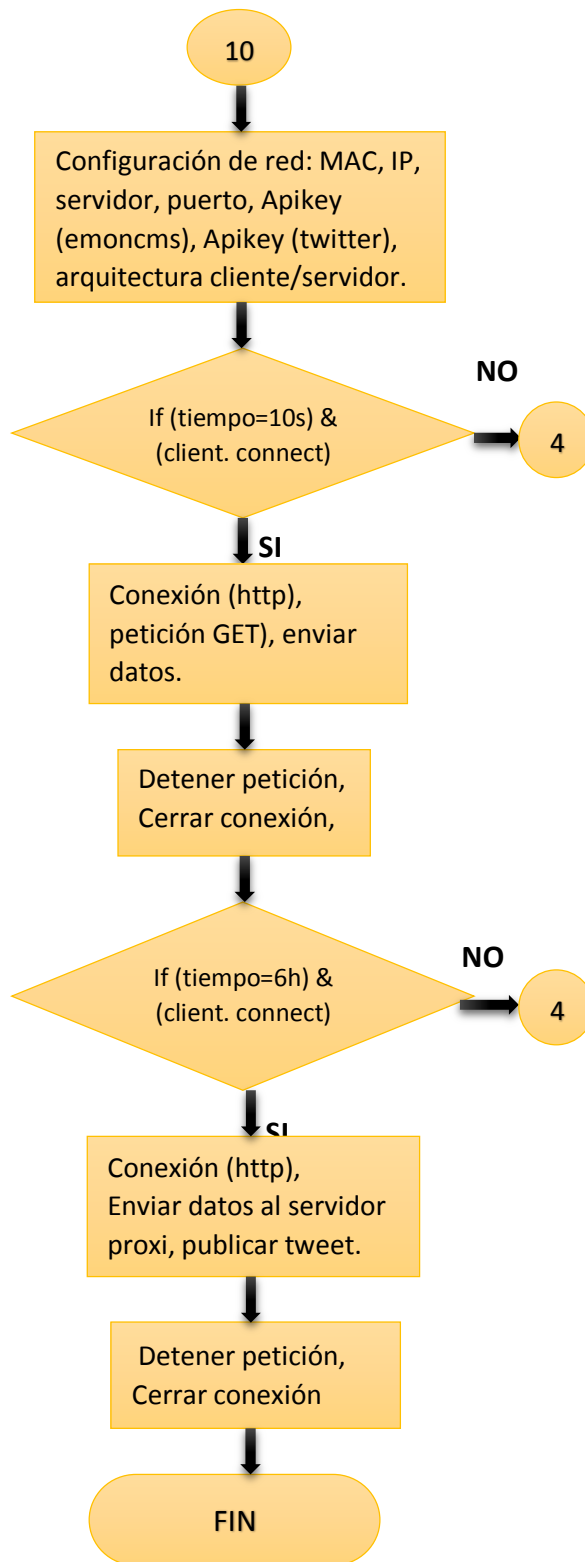 10
Configuración de red: MAC, IP,
servidor, puerto, Apikey
(emoncms), Apikey (twitter),
arquitectura cliente/servidor.
NO
If (tiempo=10s) &
(client. connect)
4
SI
Conexión (http),
petición GET), enviar
datos.
Detener petición,
Cerrar conexión,
NO
If (tiempo=6h) &
(client. connect)
4
SI
Conexión (http),
Enviar datos al servidor
proxi, publicar tweet.
Detener petición,
Cerrar conexión
FIN